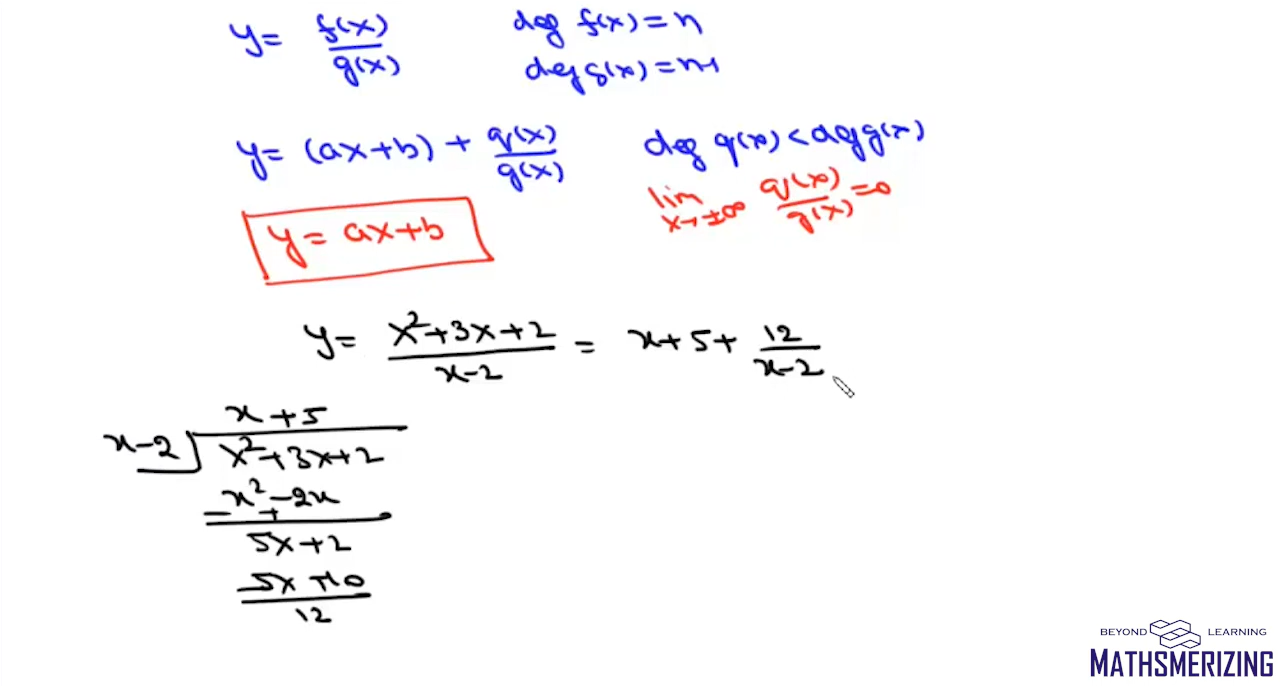 y = f(x)/g(x) deg f(x) = n
deg g(x) = n-1
y = (ax+b) + q(x)/g(x) deg q(x) < deg g(x)
lim x→±∞ q(x)/g(x) = 0
y = ax+b
y = x²+3x+2/x-2 = x+5+ 12/x-2
x+5
x-2 x²+3x+2
x²-2x
- +
5x+2
5x-10
- +
12
BEYOND LEARNING
MATHSMERIZING